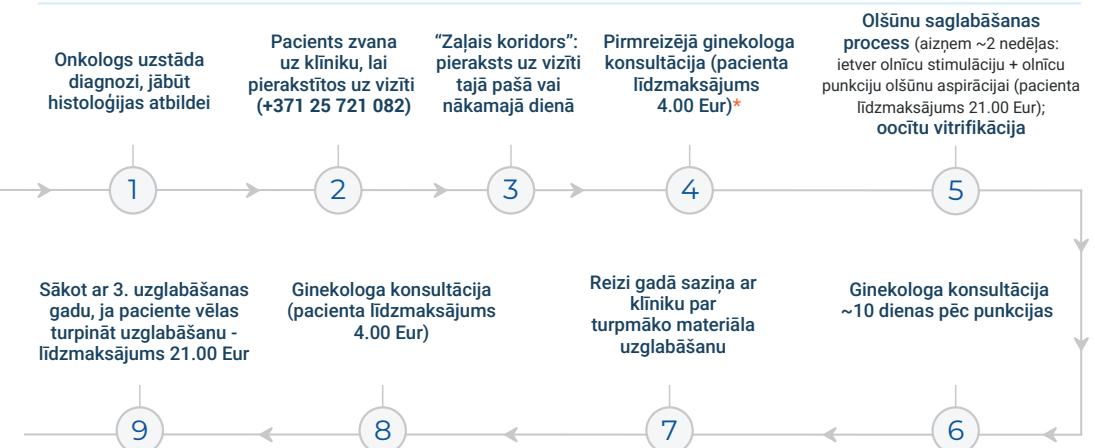 Onkologs uzstāda
diagnozi, jābūt
histoloģijas atbildei
1
Pacients zvana
uz klīniku, lai
pierakstītos uz vizīti
(+371 25 721 082)
2
“Zaļais koridors”:
pieraksts uz vizīti
tajā pašā vai
nākamajā dienā
3
Pirmreizējā ginekologa
konsultācija (pacienta
līdzmaksājums
4.00 Eur)*
4
Olšūnu saglabāšanas
process (aizņem ~2 nedēļas:
ietver olnīcu stimulāciju + olnīcu
punkciju olšūnu aspirācijai (pacienta
līdzmaksājums 21.00 Eur);
oocītu vitrifikācija
5
Ginekologa konsultācija
~10 dienas pēc punkcijas
6
Reizi gadā saziņa ar
klīniku par
turpmāko materiāla
uzglabāšanu
7
Ginekologa konsultācija
(pacienta līdzmaksājums
4.00 Eur)
8
Sākot ar 3. uzglabāšanas
gadu, ja paciente vēlas
turpināt uzglabāšanu -
līdzmaksājums 21.00 Eur
9